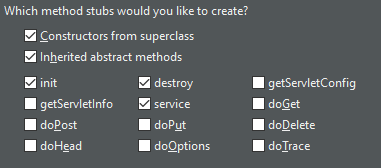 Which method stubs would you like to create?
Constructors from superclass
Inherited abstract methods
init destroy getServletConfig
getServletInfo service doGet
doPost doPut doDelete
doHead doOptions doTrace